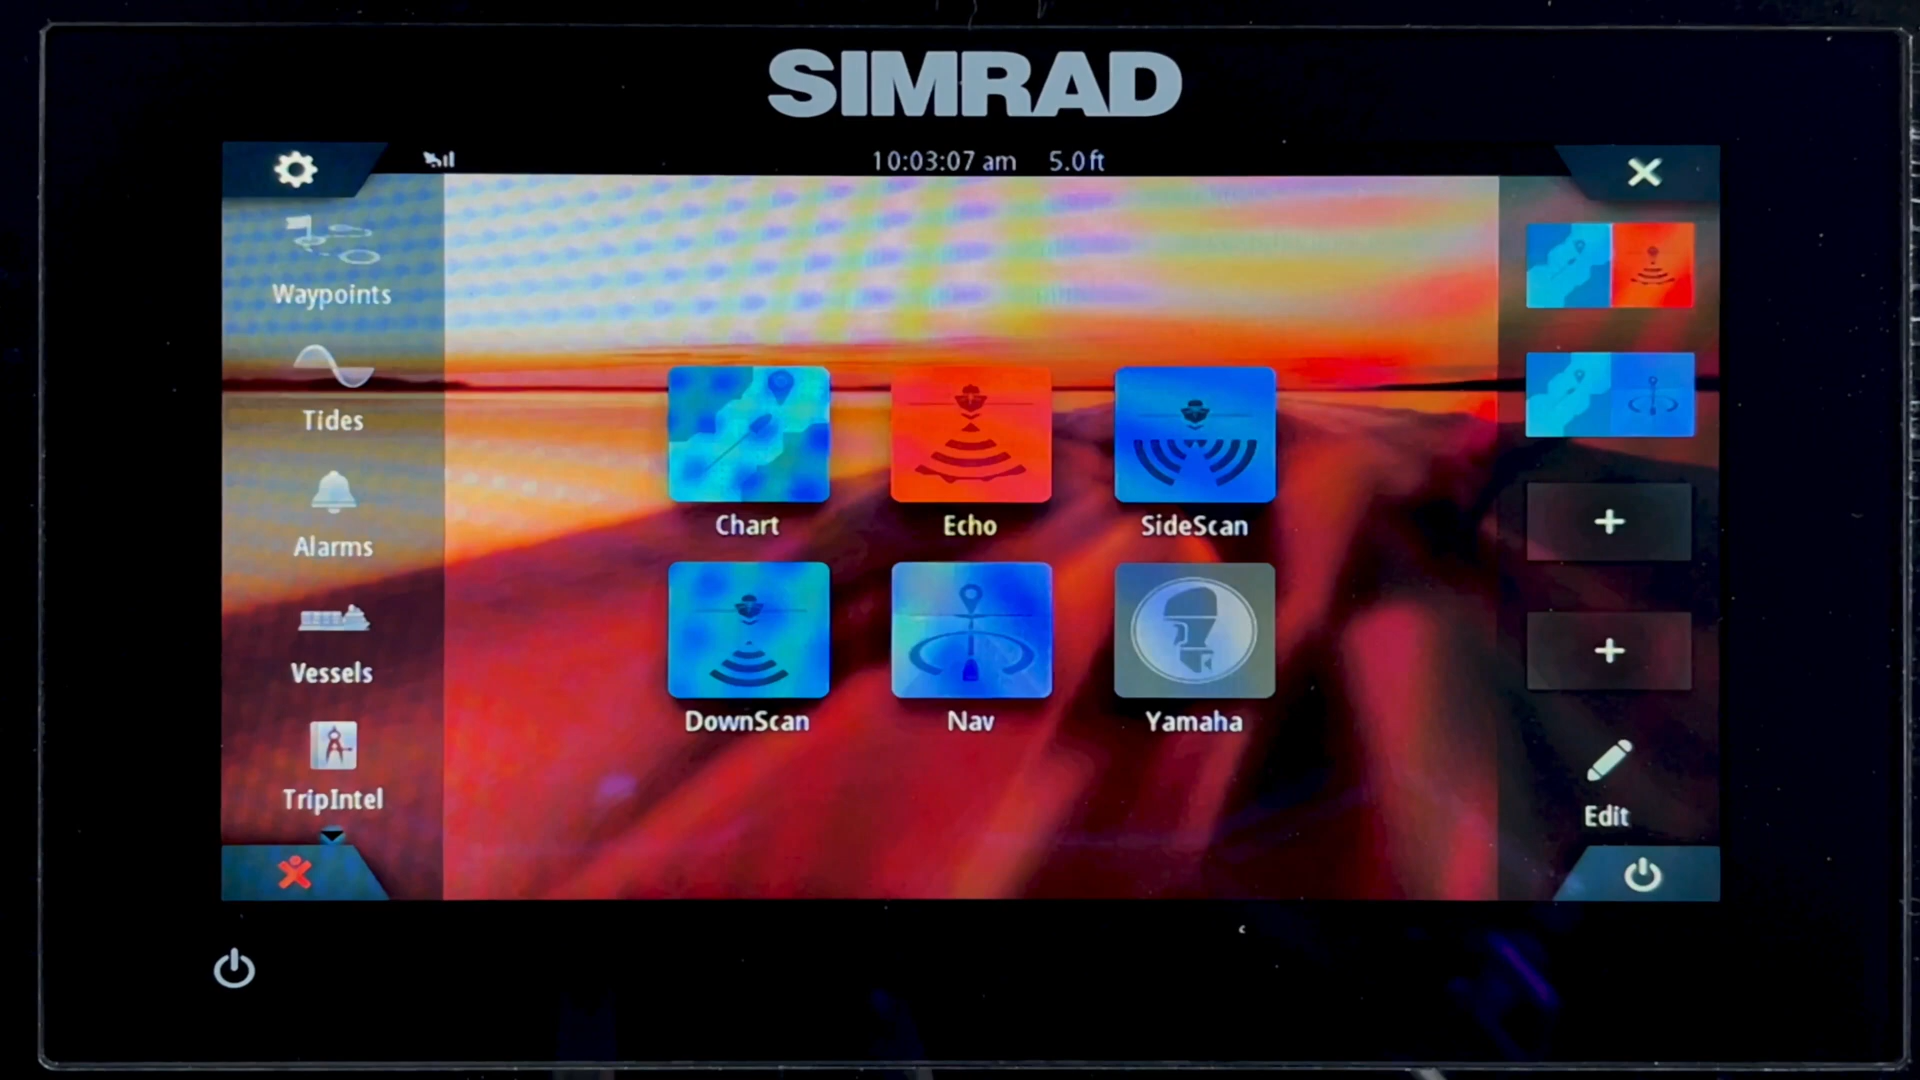 SIMRAD
10:03:07 am 5.0ft
Waypoints
Tides
Alarms
Vessels
TripIntel
Chart
Echo
SideScan
DownScan
Nav
Yamaha
Edit